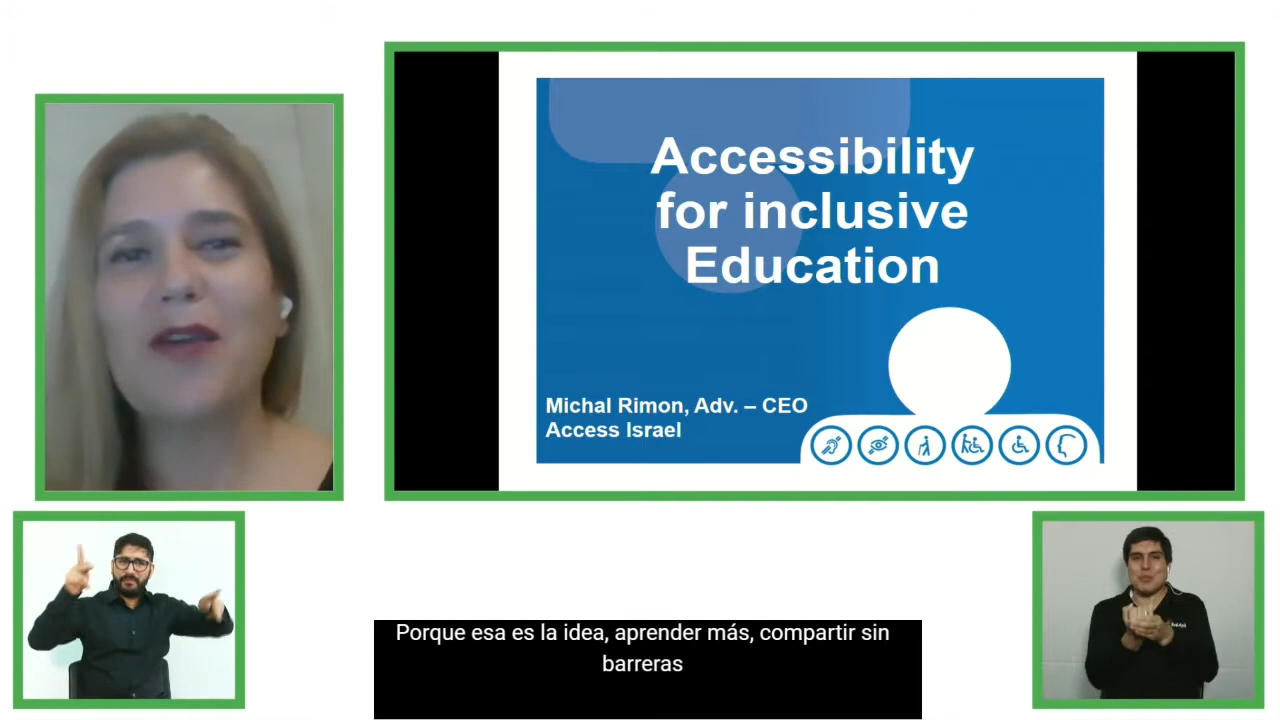 Accessibility
for inclusive
Education
Michal Rimon, Adv. – CEO
Access Israel
Porque esa es la idea, aprender más, compartir sin
barreras